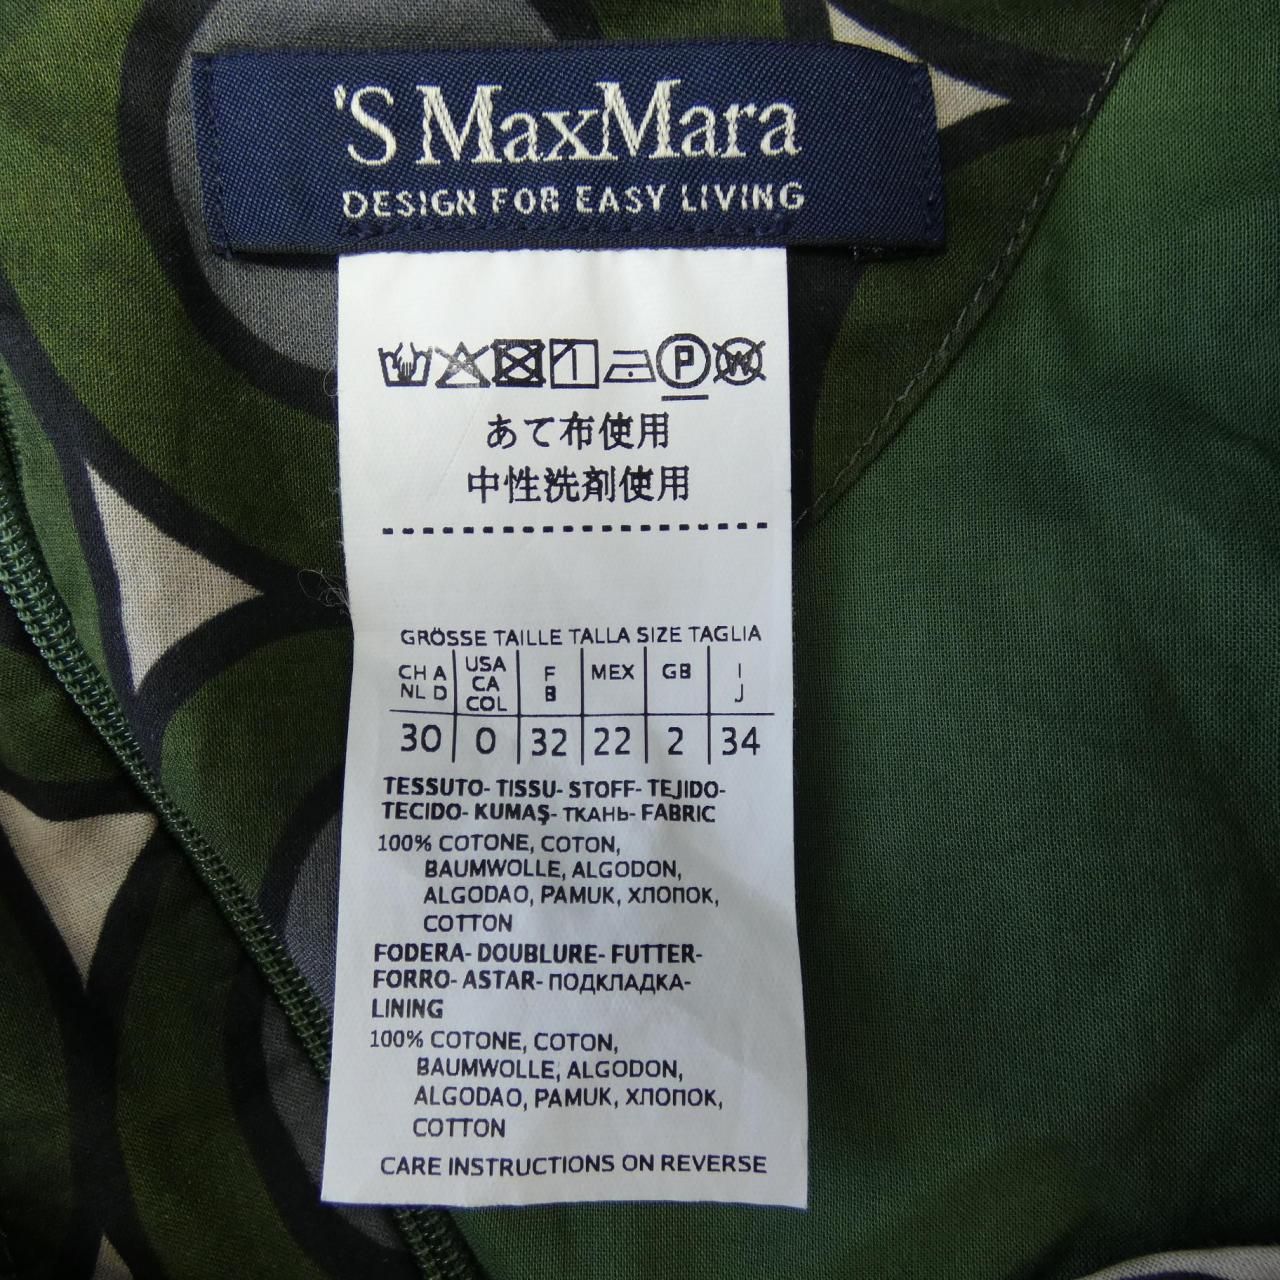 'S MaxMara
DESIGN FOR EASY LIVING
P W
あて布使用
中性洗剤使用
GRÖSSE TAILLE TALLA SIZE TAGLIA
CH A NL D USA CA COL F B MEX GB I J
30 0 32 22 2 34
TESSUTO- TISSU- STOFF- TEJIDO-
TECIDO- KUMAŞ- ТКАНЬ- FABRIC
100% COTONE, COTON,
BAUMWOLLE, ALGODON,
ALGODAO, PAMUK, ХЛОПОК,
COTTON
FODERA- DOUBLURE- FUTTER-
FORRO- ASTAR- ПОДКЛАДКА-
LINING
100% COTONE, COTON,
BAUMWOLLE, ALGODON,
ALGODAO, PAMUK, ХЛОПОК,
COTTON
CARE INSTRUCTIONS ON REVERSE